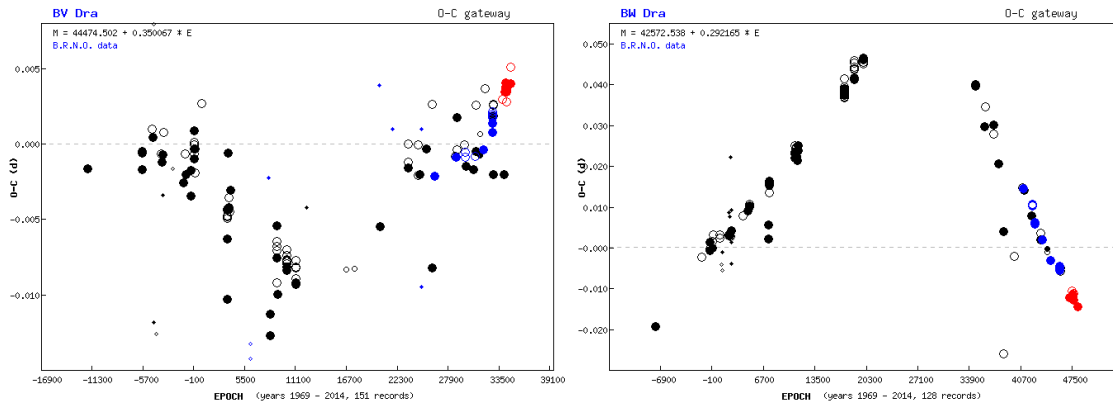 BV Dra
O-C gateway
M = 44474.502 + 0.350067 * E
B.R.N.O. data
0.005
0.000
-0.005
-0.010
O-C (d)
-16900 -11300 -5700 -100 5500 11100 16700 22300 27900 33500 39100
EPOCH (years 1969 - 2014, 151 records)
BW Dra
O-C gateway
M = 42572.538 + 0.292165 * E
B.R.N.O. data
0.050
0.040
0.030
0.020
0.010
-0.000
-0.010
-0.020
O-C (d)
-6900 -100 6700 13500 20300 27100 33900 40700 47500
EPOCH (years 1969 - 2014, 128 records)